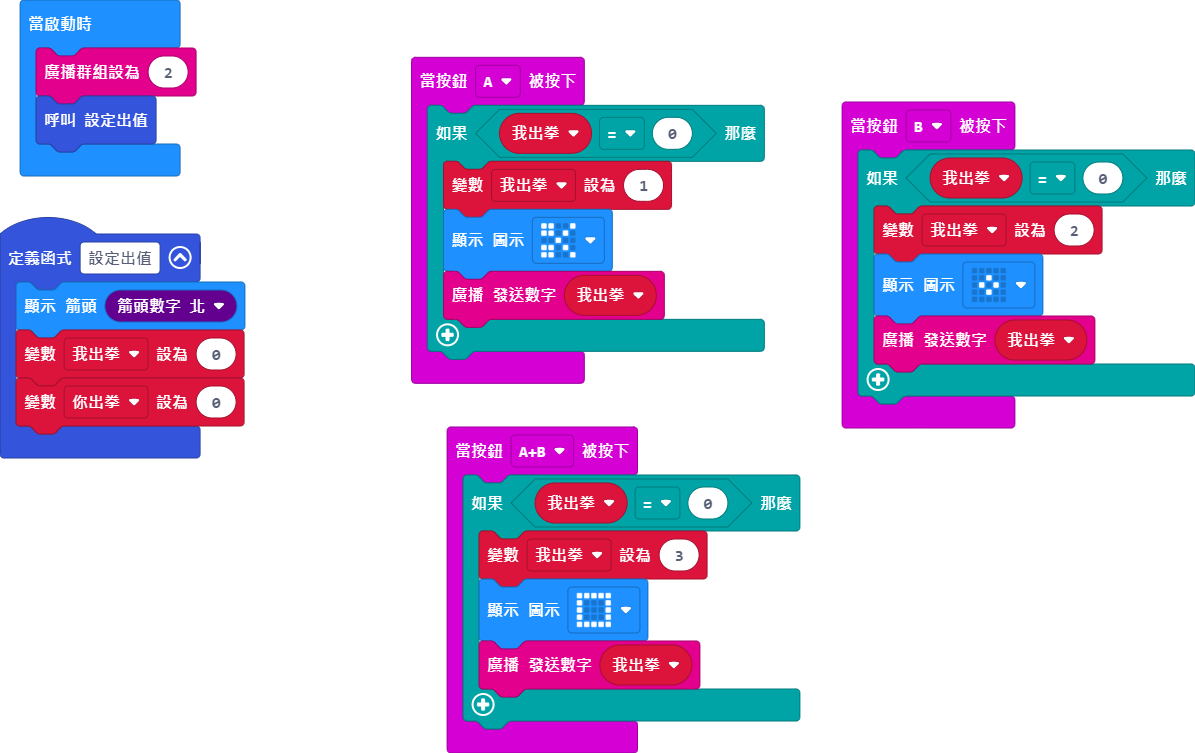 當啟動時
廣播群組設為 2
呼叫 設定出值
定義函式 設定出值
顯示 箭頭 箭頭數字 北
變數 我出拳 設為 0
變數 你出拳 設為 0
當按鈕 A 被按下
如果 我出拳 = 0 那麼
變數 我出拳 設為 1
顯示 圖示
廣播 發送數字 我出拳
當按鈕 B 被按下
如果 我出拳 = 0 那麼
變數 我出拳 設為 2
顯示 圖示
廣播 發送數字 我出拳
當按鈕 A+B 被按下
如果 我出拳 = 0 那麼
變數 我出拳 設為 3
顯示 圖示
廣播 發送數字 我出拳